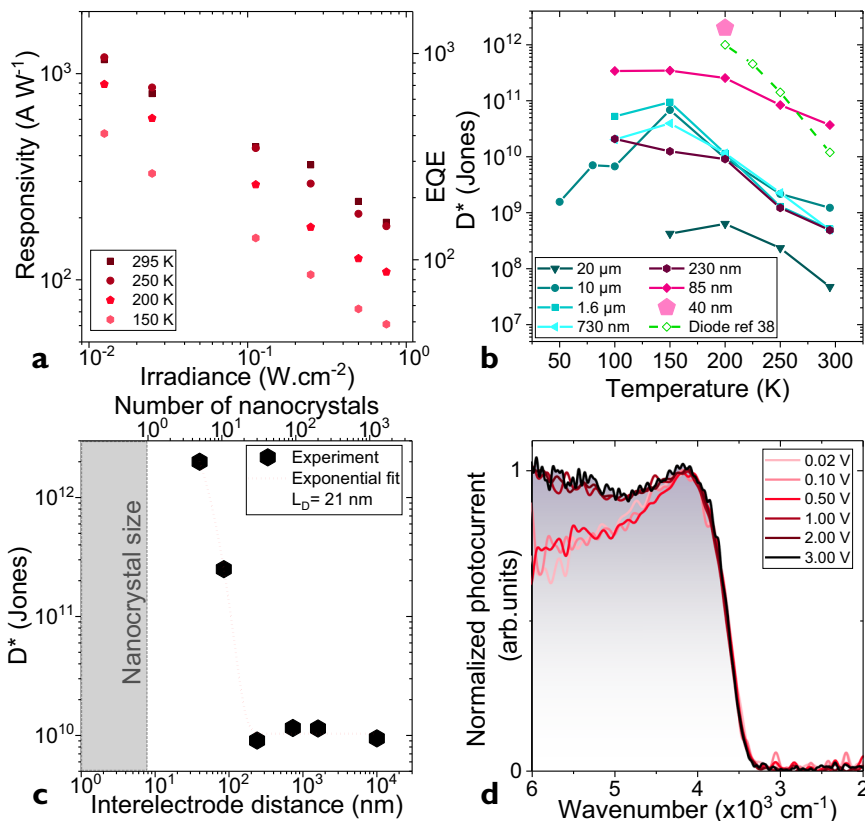 Responsivity (A W⁻¹)
10³
10²
EQE
10³
10²
295 K
250 K
200 K
150 K
10⁻²
10⁻¹
10⁰
Irradiance (W.cm⁻²)
a
D* (Jones)
10¹²
10¹¹
10¹⁰
10⁹
10⁸
10⁷
20 µm
10 µm
1.6 µm
730 nm
230 nm
85 nm
40 nm
Diode ref 38
50 100 150 200 250 300
Temperature (K)
b
Number of nanocrystals
10⁰ 10¹ 10² 10³
D* (Jones)
10¹²
10¹¹
10¹⁰
Nanocrystal size
Experiment
Exponential fit
L_D= 21 nm
10⁰ 10¹ 10² 10³ 10⁴
Interelectrode distance (nm)
c
Normalized photocurrent
(arb.units)
1
0
0.02 V
0.10 V
0.50 V
1.00 V
2.00 V
3.00 V
6 5 4 3 2
Wavenumber (x10³ cm⁻¹)
d